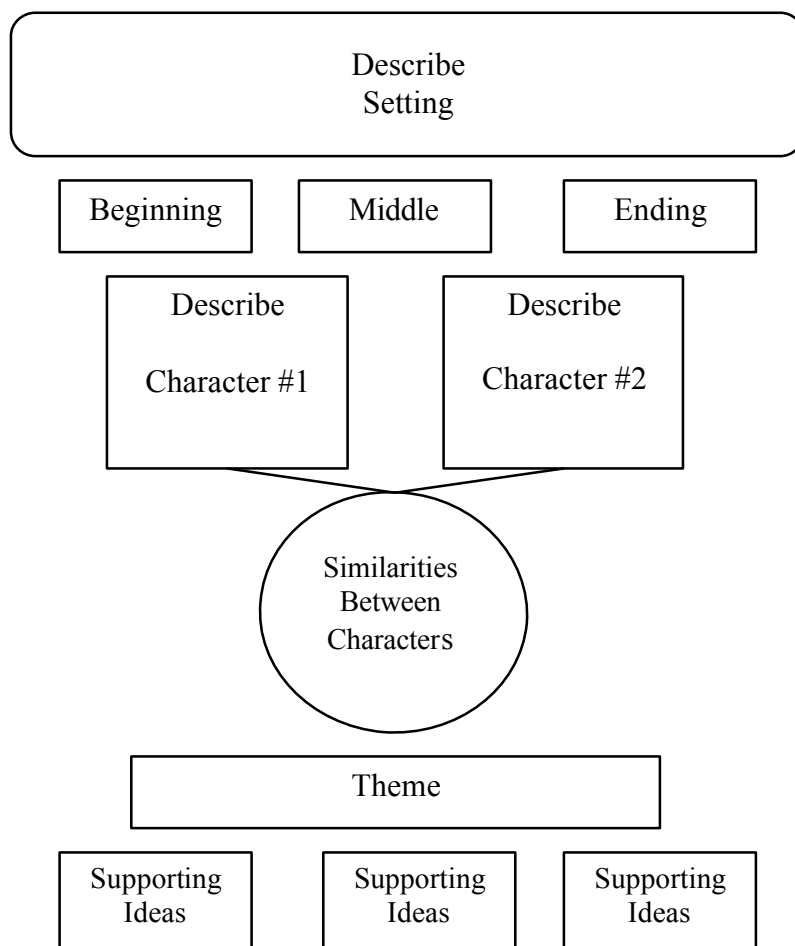 Describe
Setting
Beginning
Middle
Ending
Describe
Character #1
Describe
Character #2
Similarities
Between
Characters
Theme
Supporting
Ideas
Supporting
Ideas
Supporting
Ideas